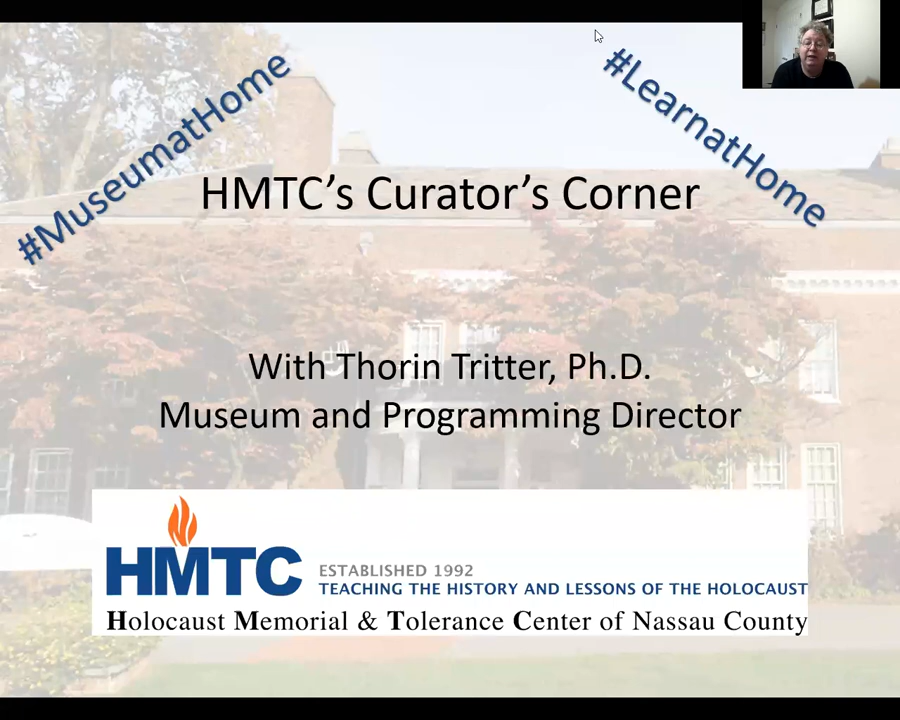 #MuseumatHome
#LearnatHome
HMTC’s Curator’s Corner
With Thorin Tritter, Ph.D.
Museum and Programming Director
HMTC
ESTABLISHED 1992
TEACHING THE HISTORY AND LESSONS OF THE HOLOCAUST
Holocaust Memorial & Tolerance Center of Nassau County